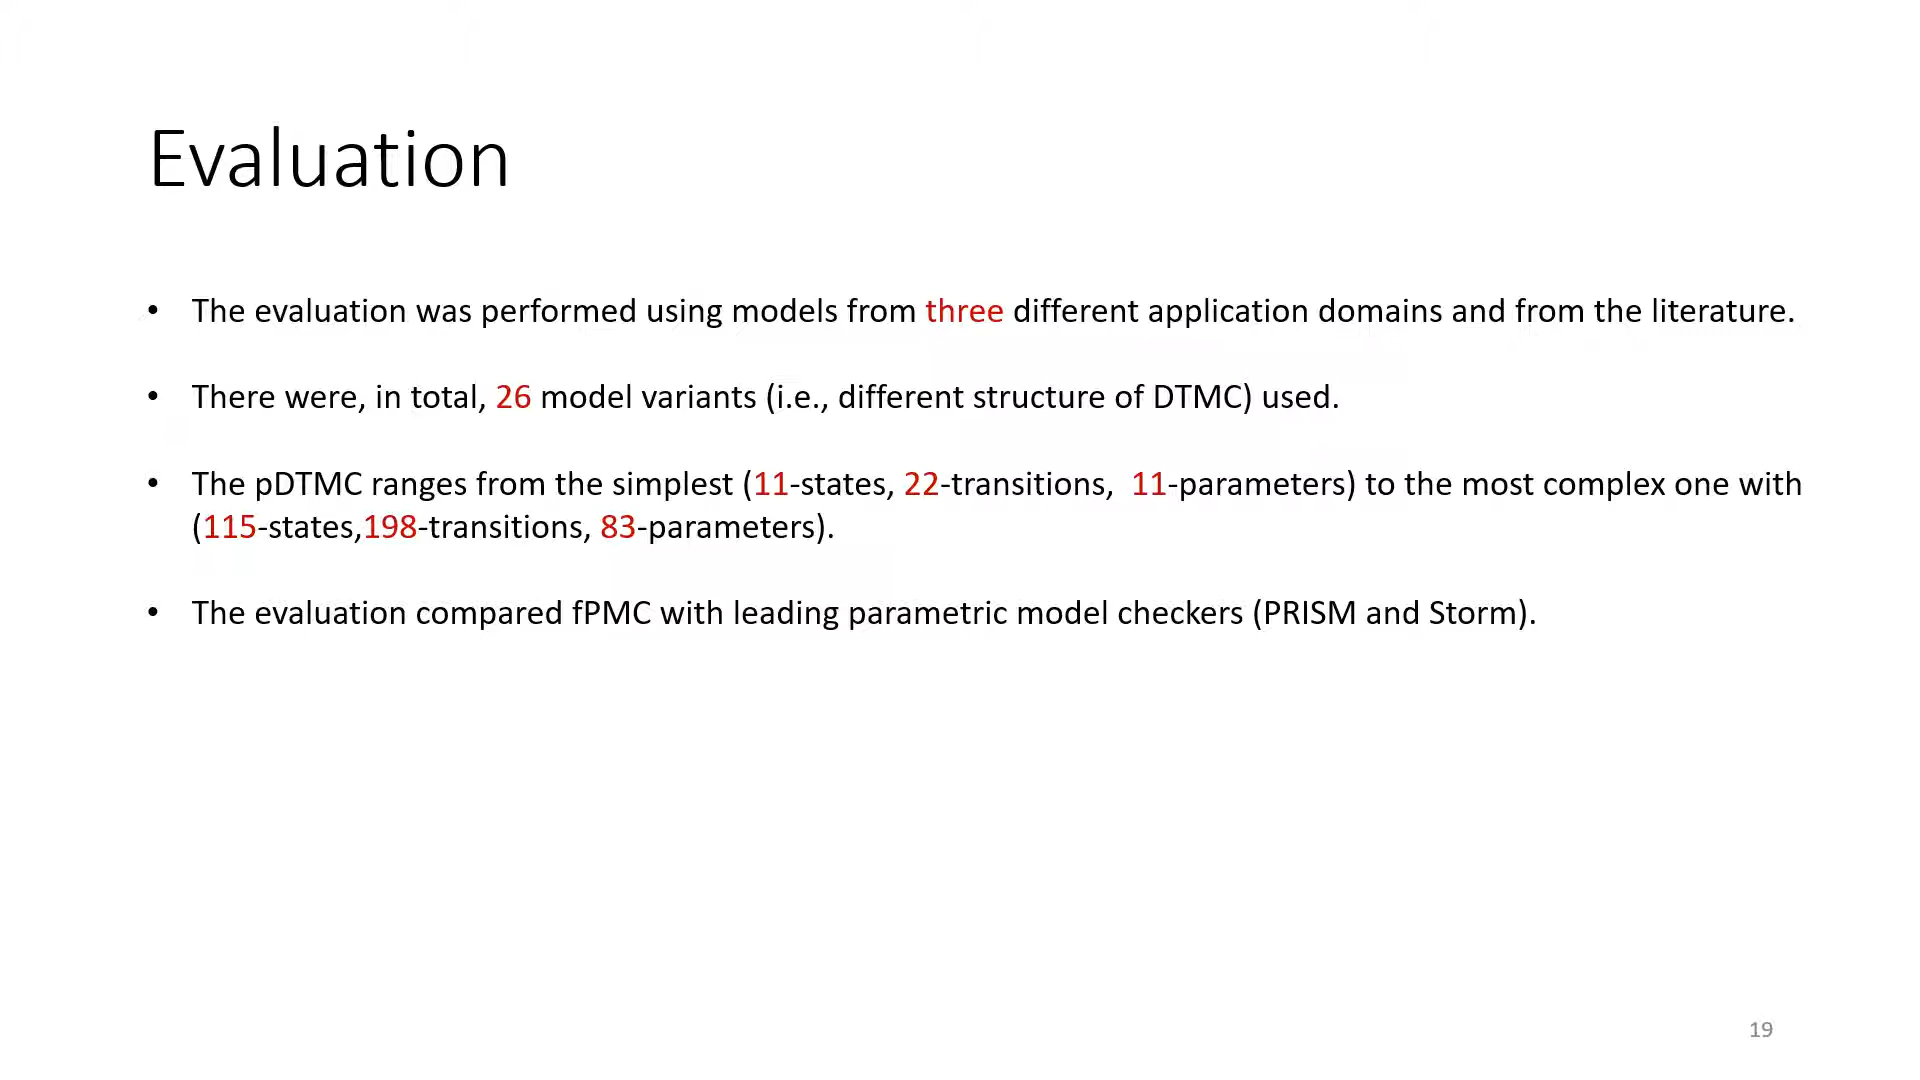 Evaluation
• The evaluation was performed using models from three different application domains and from the literature.
• There were, in total, 26 model variants (i.e., different structure of DTMC) used.
• The pDTMC ranges from the simplest (11-states, 22-transitions, 11-parameters) to the most complex one with
(115-states,198-transitions, 83-parameters).
• The evaluation compared fPMC with leading parametric model checkers (PRISM and Storm).
19